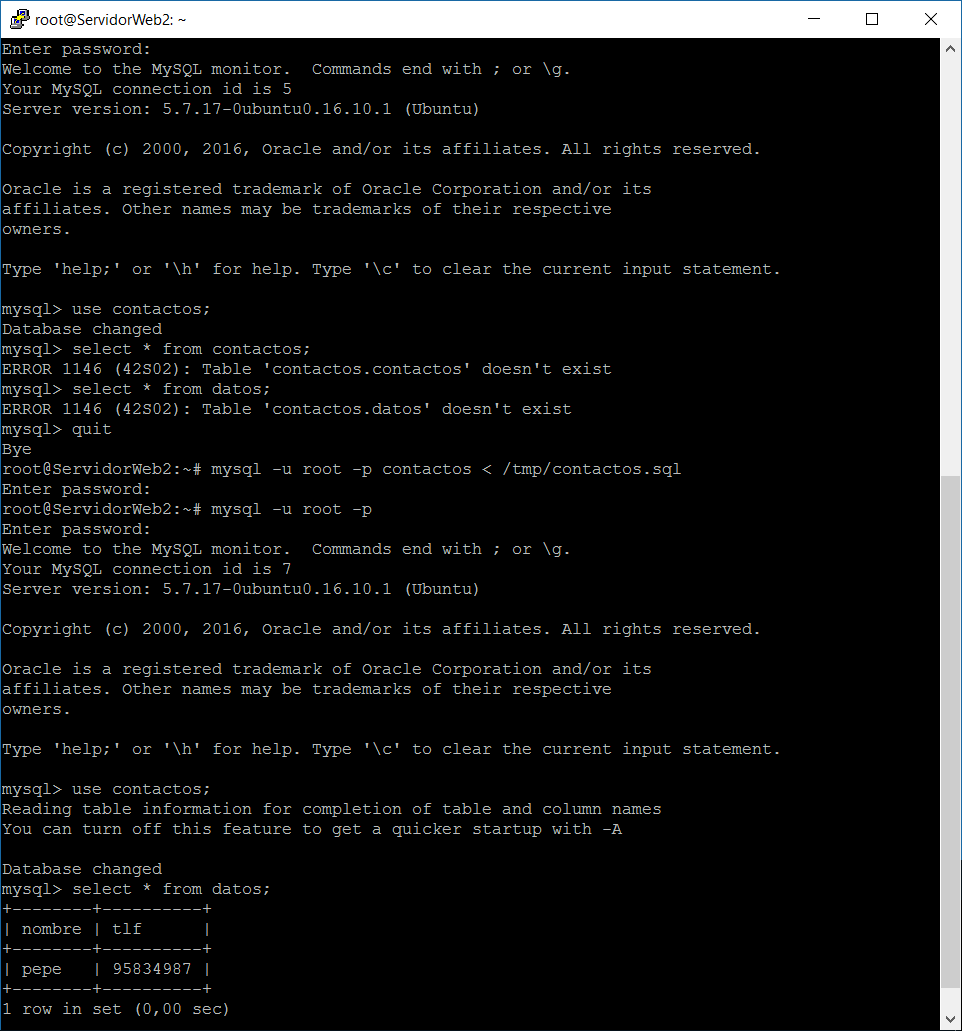 root@ServidorWeb2: ~
Enter password:
Welcome to the MySQL monitor.  Commands end with ; or \g.
Your MySQL connection id is 5
Server version: 5.7.17-0ubuntu0.16.10.1 (Ubuntu)
Copyright (c) 2000, 2016, Oracle and/or its affiliates. All rights reserved.
Oracle is a registered trademark of Oracle Corporation and/or its
affiliates. Other names may be trademarks of their respective
owners.
Type 'help;' or '\h' for help. Type '\c' to clear the current input statement.
mysql> use contactos;
Database changed
mysql> select * from contactos;
ERROR 1146 (42S02): Table 'contactos.contactos' doesn't exist
mysql> select * from datos;
ERROR 1146 (42S02): Table 'contactos.datos' doesn't exist
mysql> quit
Bye
root@ServidorWeb2:~# mysql -u root -p contactos < /tmp/contactos.sql
Enter password:
root@ServidorWeb2:~# mysql -u root -p
Enter password:
Welcome to the MySQL monitor.  Commands end with ; or \g.
Your MySQL connection id is 7
Server version: 5.7.17-0ubuntu0.16.10.1 (Ubuntu)
Copyright (c) 2000, 2016, Oracle and/or its affiliates. All rights reserved.
Oracle is a registered trademark of Oracle Corporation and/or its
affiliates. Other names may be trademarks of their respective
owners.
Type 'help;' or '\h' for help. Type '\c' to clear the current input statement.
mysql> use contactos;
Reading table information for completion of table and column names
You can turn off this feature to get a quicker startup with -A
Database changed
mysql> select * from datos;
+--------+----------+
| nombre | tlf      |
+--------+----------+
| pepe   | 95834987 |
+--------+----------+
1 row in set (0,00 sec)